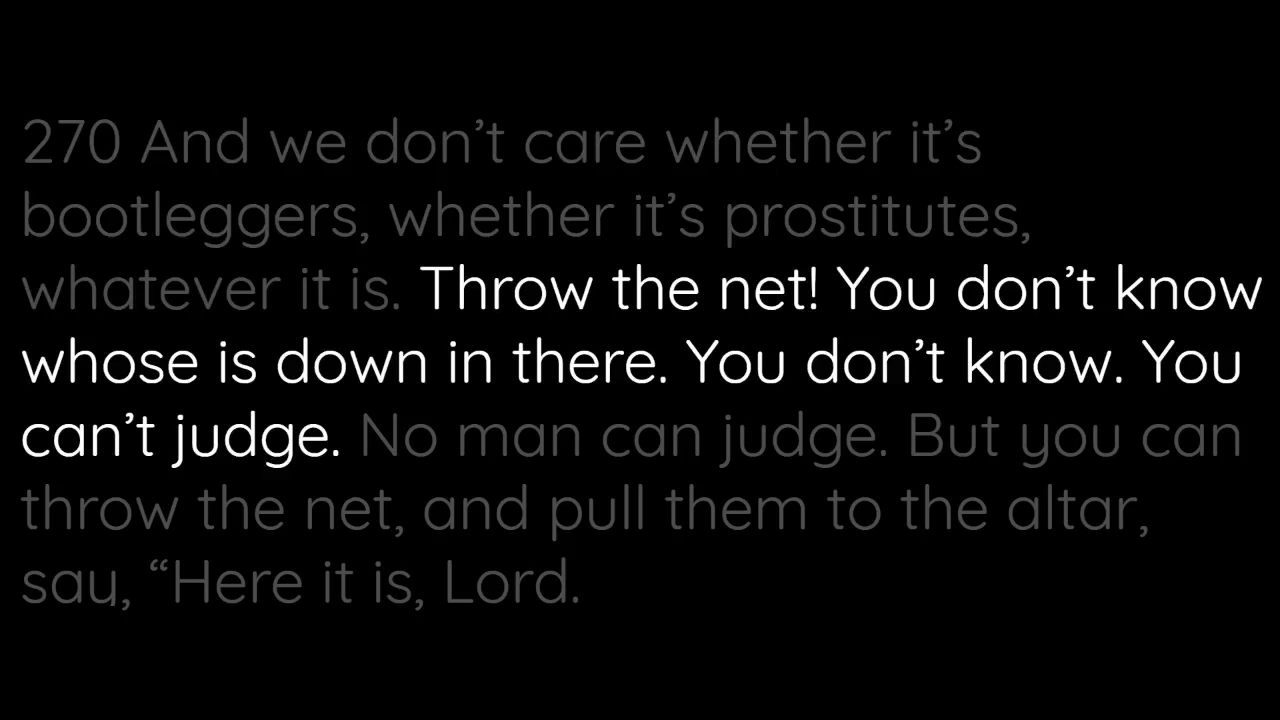 270 And we don’t care whether it’s
bootleggers, whether it’s prostitutes,
whatever it is. Throw the net! You don’t know
whose is down in there. You don’t know. You
can’t judge. No man can judge. But you can
throw the net, and pull them to the altar,
say, “Here it is, Lord.